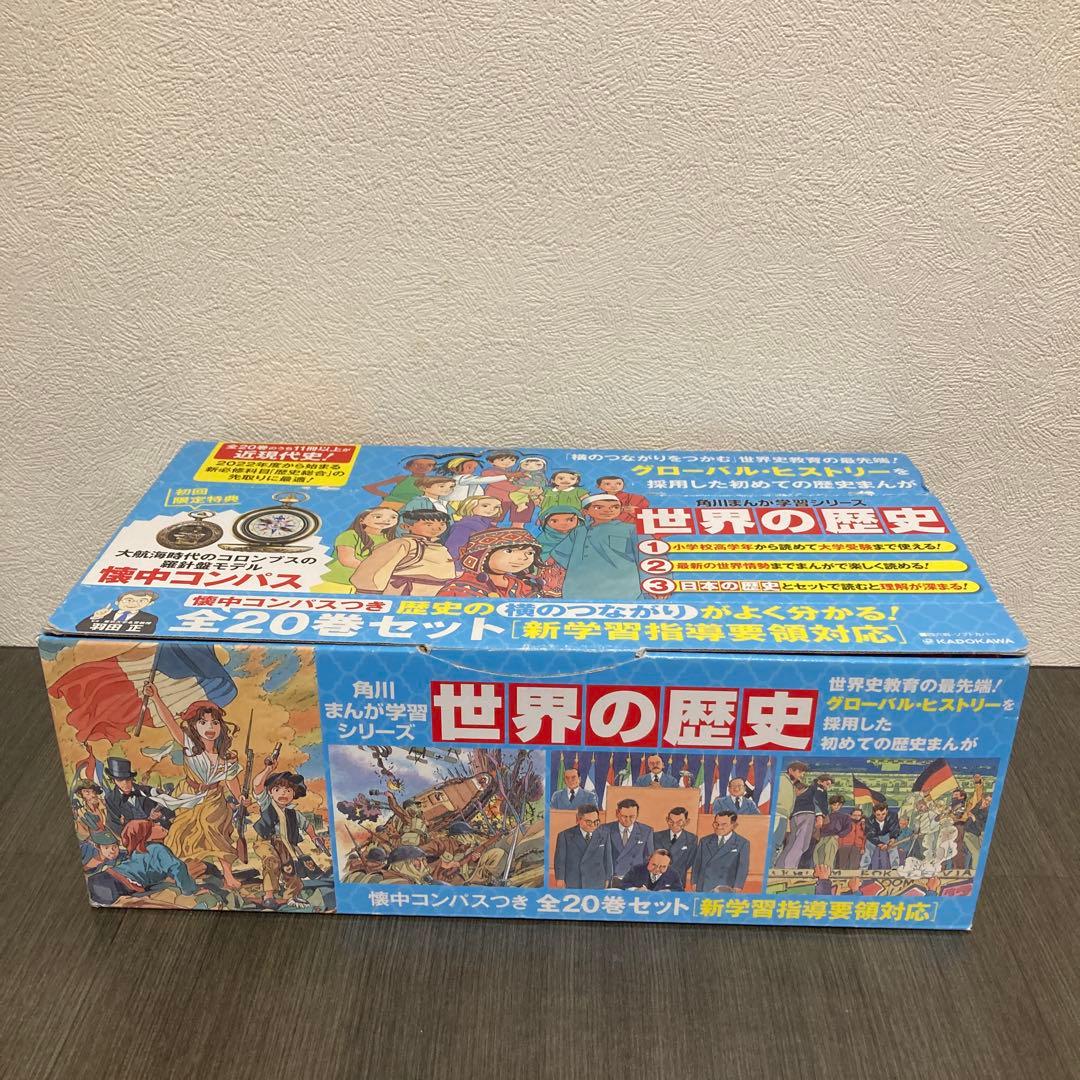 全20巻のうち11冊以上が
近現代史!
2022年度から始まる
新必修科目「歴史総合」の
先取りに最適!
初回
限定特典
大航海時代のコロンブスの
羅針盤モデル
懐中コンパス
羽田 正
「横のつながりをつかむ」世界史教育の最先端!
グローバル・ヒストリーを
採用した初めての歴史まんが
角川まんが学習シリーズ
世界の歴史
1 小学校高学年から読めて大学受験まで使える!
2 最新の世界情勢までまんがで楽しく読める!
3 日本の歴史とセットで読むと理解が深まる!
懐中コンパスつき 歴史の横のつながりがよく分かる!
全20巻セット[新学習指導要領対応]
■四六判・ソフトカバー
KADOKAWA
角川
まんが学習
シリーズ
世界の歴史
世界史教育の最先端!
グローバル・ヒストリーを
採用した
初めての歴史まんが
懐中コンパスつき 全20巻セット[新学習指導要領対応]